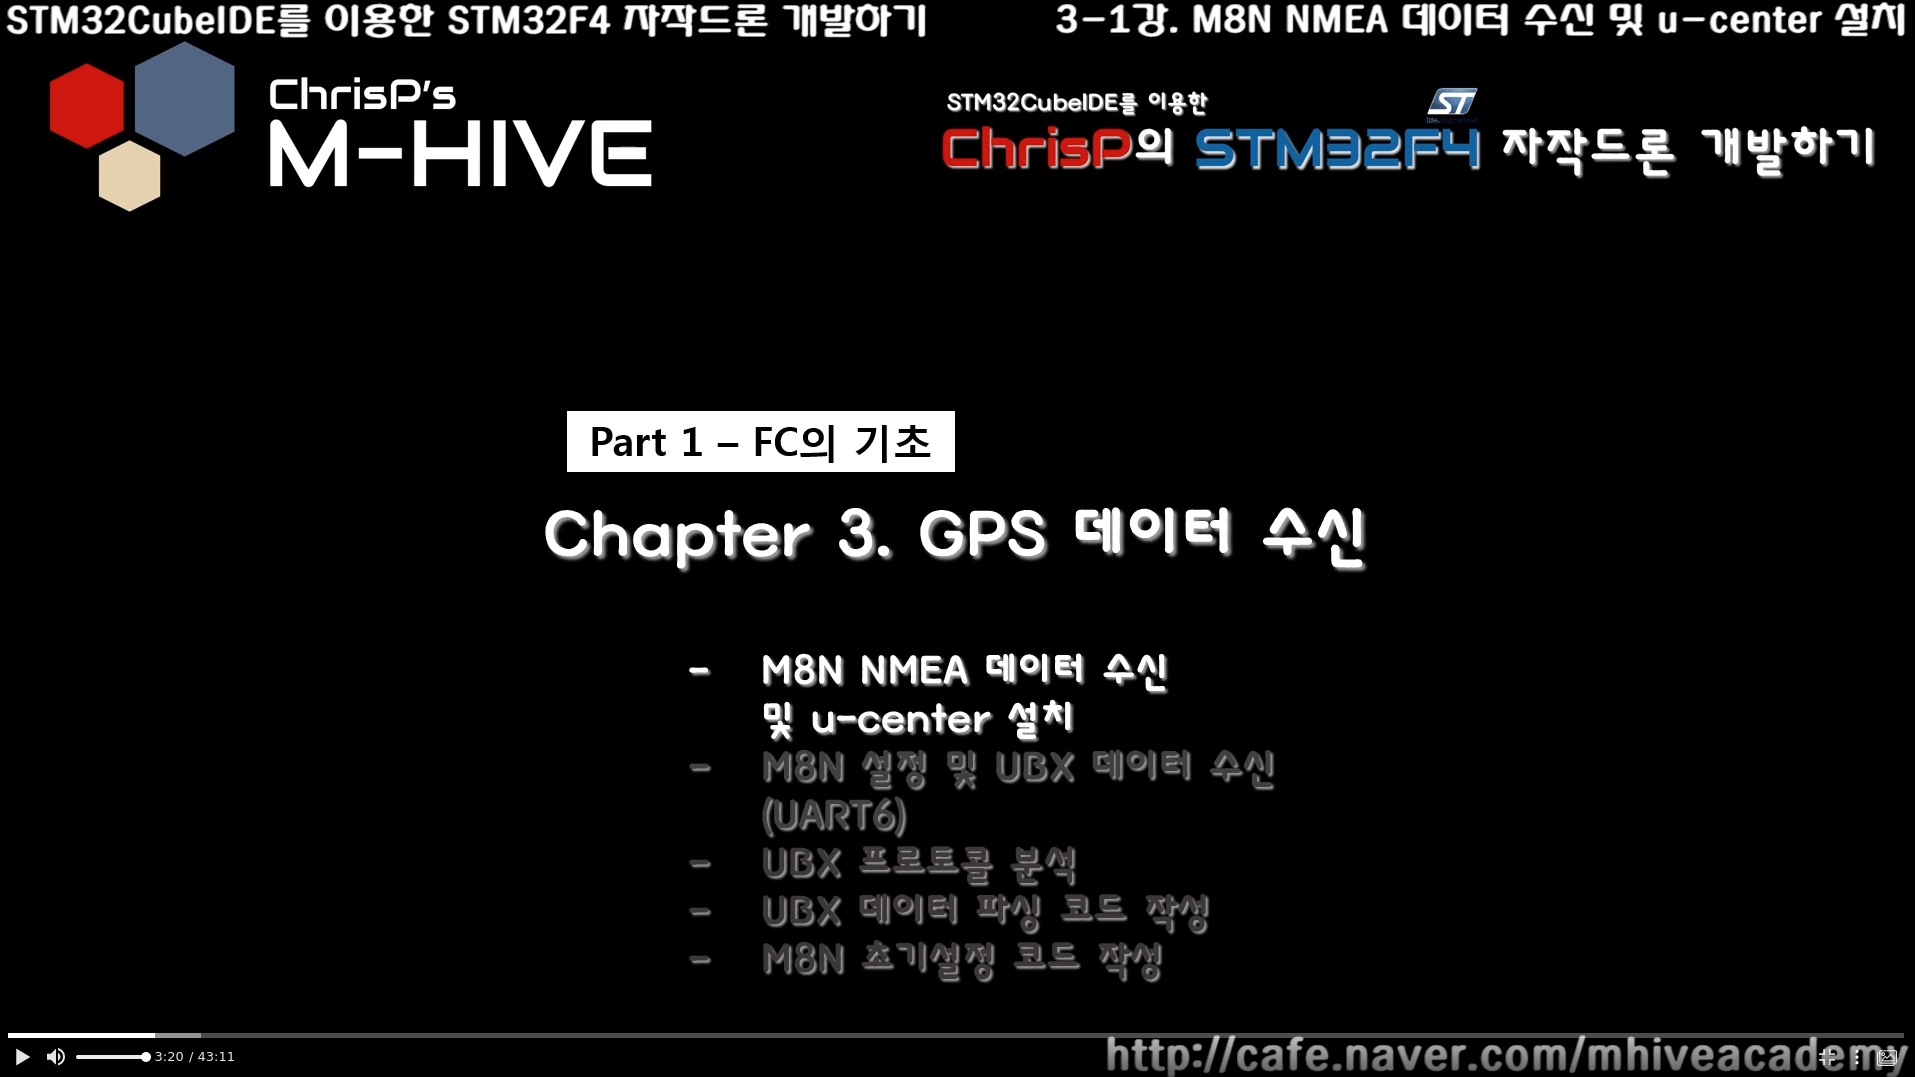 STM32CubeIDE를 이용한 STM32F4 자작드론 개발하기
3-1강. M8N NMEA 데이터 수신 및 u-center 설치
ChrisP's
M-HIVE
STM32CubeIDE를 이용한
ST
ChrisP의 STM32F4 자작드론 개발하기
Part 1 – FC의 기초
Chapter 3. GPS 데이터 수신
- M8N NMEA 데이터 수신
및 u-center 설치
- M8N 설정 및 UBX 데이터 수신
(UART6)
- UBX 프로토콜 분석
- UBX 데이터 파싱 코드 작성
- M8N 초기설정 코드 작성
3:20 / 43:11
http://cafe.naver.com/mhiveacademy